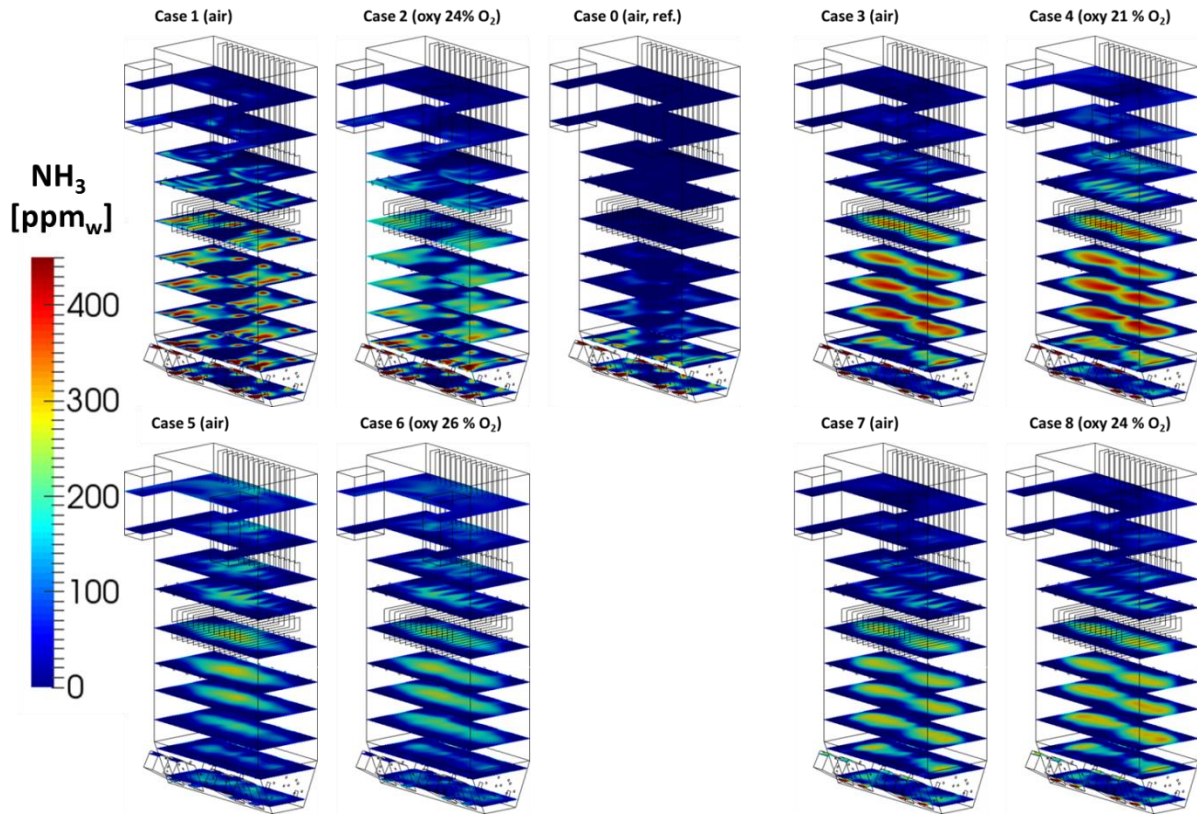 Case 1 (air)
Case 2 (oxy 24% O₂)
Case 0 (air, ref.)
Case 3 (air)
Case 4 (oxy 21 % O₂)
NH₃
[ppmw]
400
300
200
100
0
Case 5 (air)
Case 6 (oxy 26 % O₂)
Case 7 (air)
Case 8 (oxy 24 % O₂)